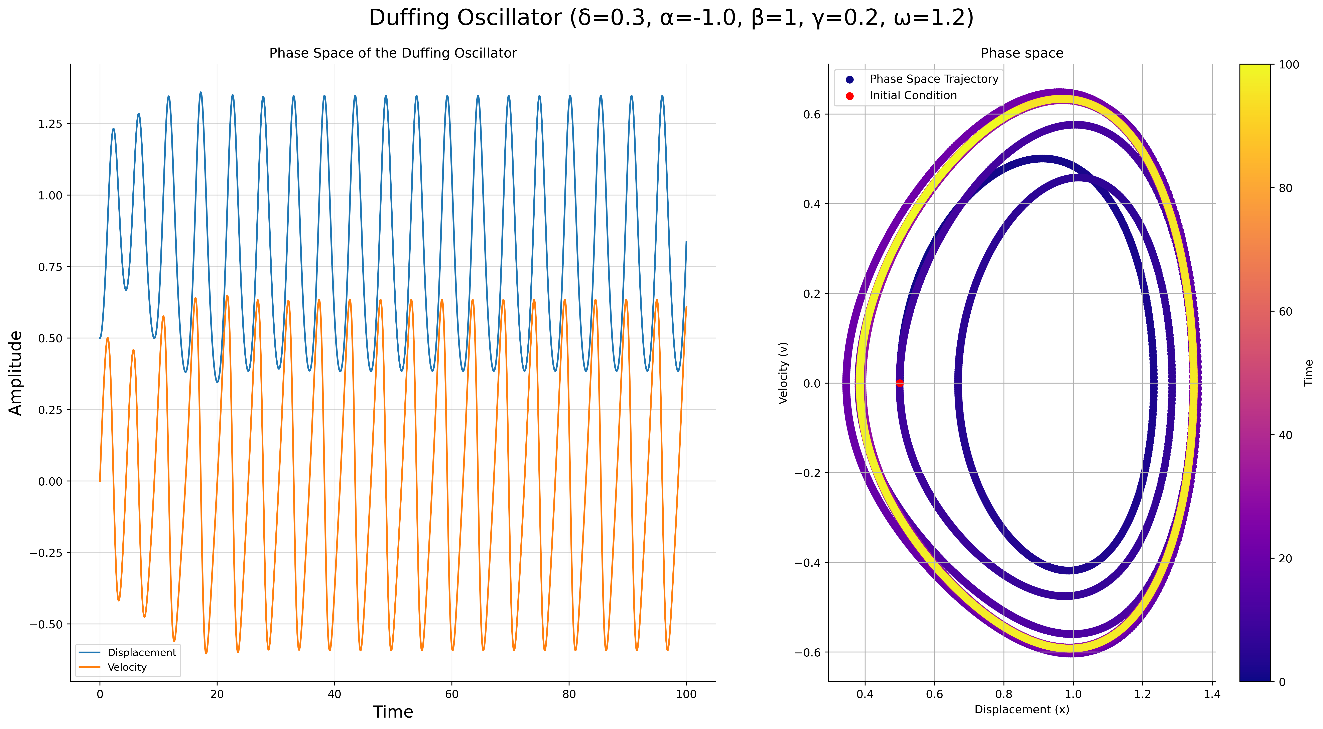 Duffing Oscillator (δ=0.3, α=-1.0, β=1, γ=0.2, ω=1.2)
Phase Space of the Duffing Oscillator
Amplitude
1.25
1.00
0.75
0.50
0.25
0.00
−0.25
−0.50
Displacement
Velocity
0 20 40 60 80 100
Time
Phase space
Phase Space Trajectory
Initial Condition
Velocity (v)
0.6
0.4
0.2
0.0
−0.2
−0.4
−0.6
0.4 0.6 0.8 1.0 1.2 1.4
Displacement (x)
100
80
60
40
20
0
Time